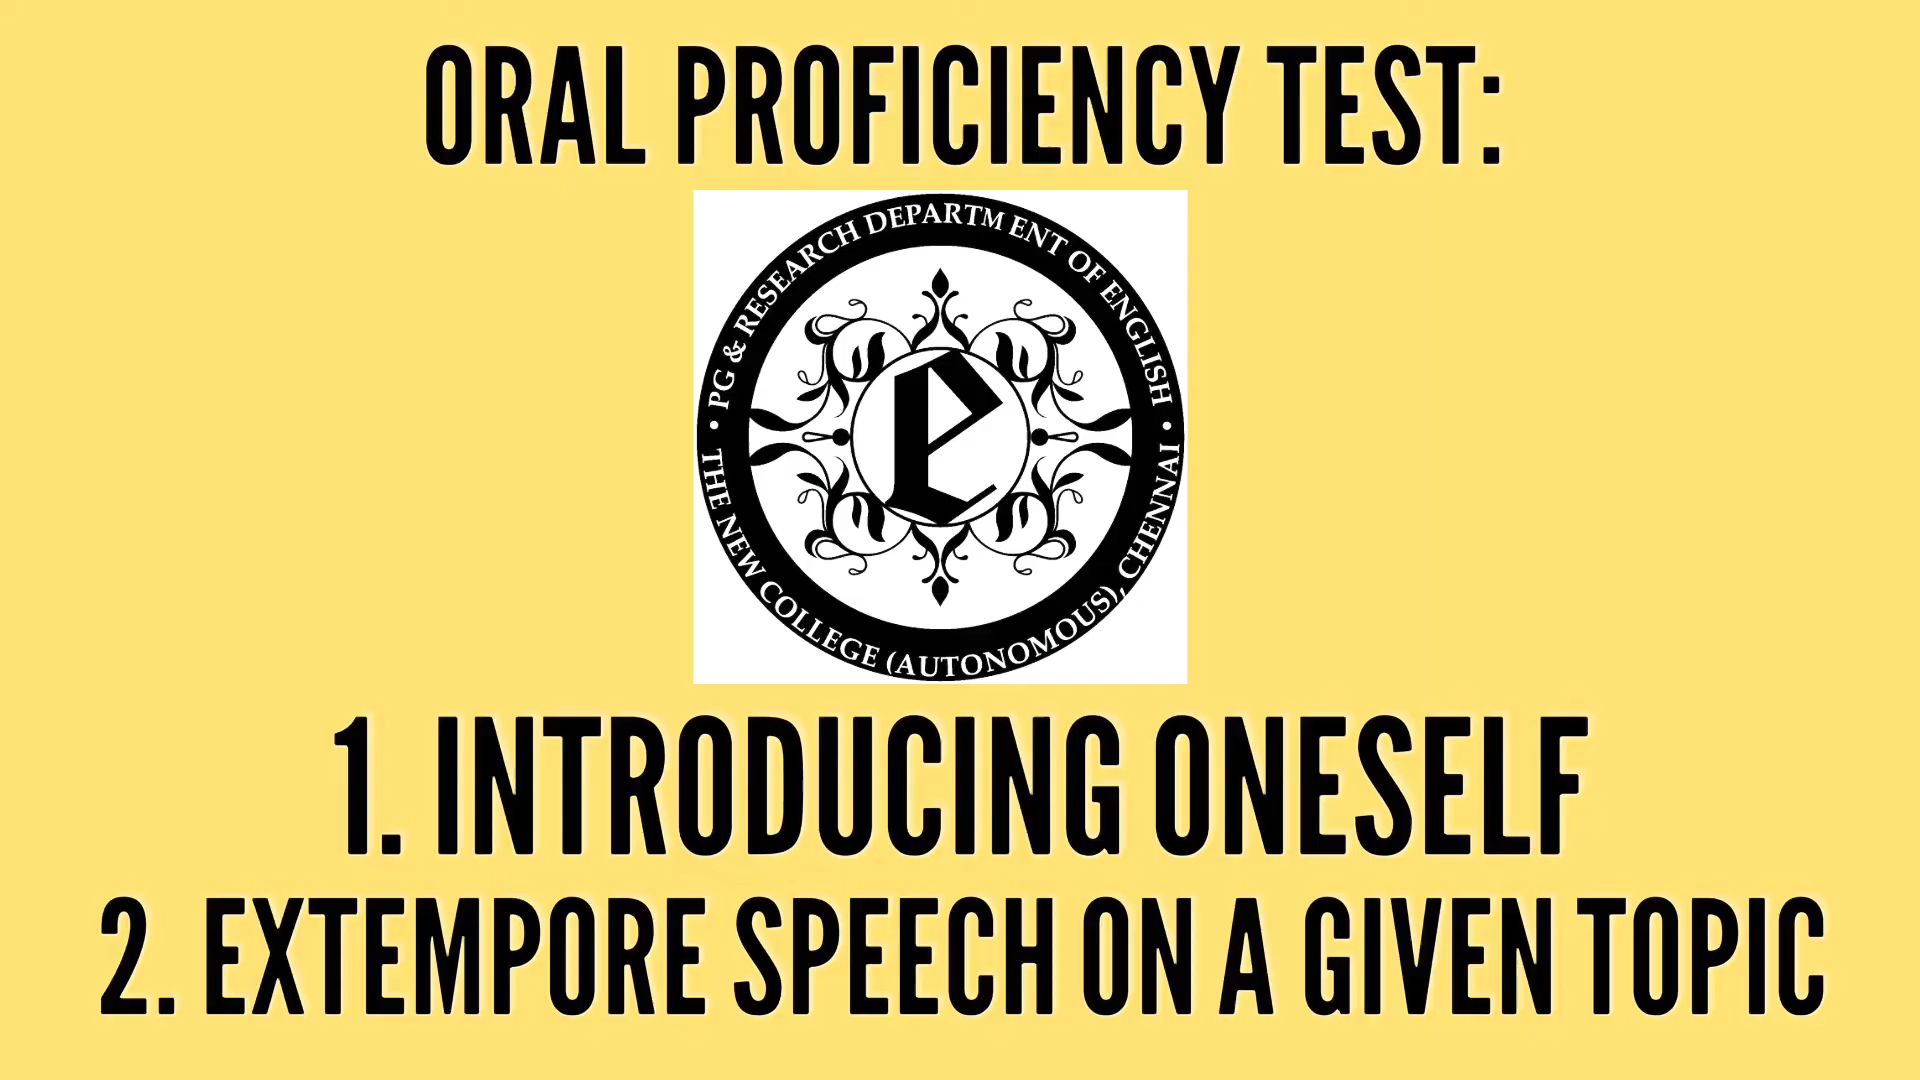 ORAL PROFICIENCY TEST:
• PG & RESEARCH DEPARTMENT OF ENGLISH •
THE NEW COLLEGE (AUTONOMOUS), CHENNAI
e
1. INTRODUCING ONESELF
2. EXTEMPORE SPEECH ON A GIVEN TOPIC